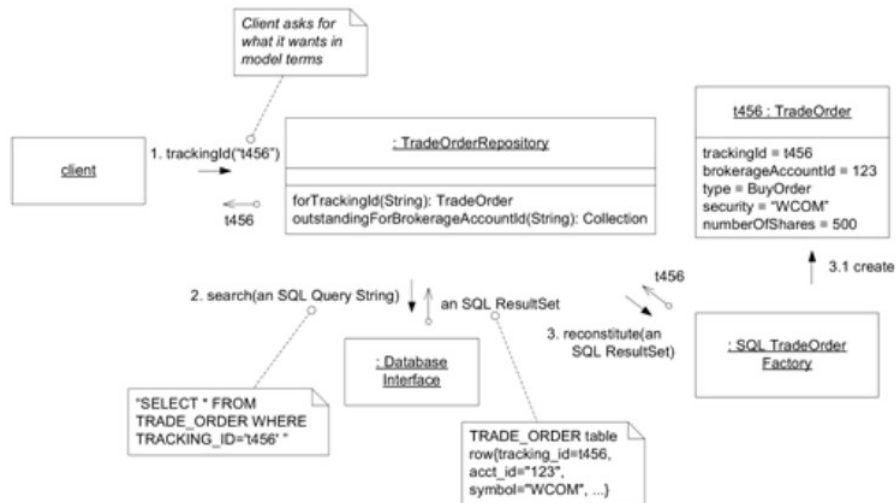 Client asks for
what it wants in
model terms
client
1. trackingId("t456")
t456
: TradeOrderRepository
forTrackingId(String): TradeOrder
outstandingForBrokerageAccountId(String): Collection
t456 : TradeOrder
trackingId = t456
brokerageAccountId = 123
type = BuyOrder
security = “WCOM”
numberOfShares = 500
3.1 create
t456
2. search(an SQL Query String)
an SQL ResultSet
3. reconstitute(an
SQL ResultSet)
: SQL TradeOrder
Factory
: Database
Interface
"SELECT * FROM
TRADE_ORDER WHERE
TRACKING_ID='t456' "
TRADE_ORDER table
row{tracking_id=t456,
acct_id="123",
symbol="WCOM", ...}